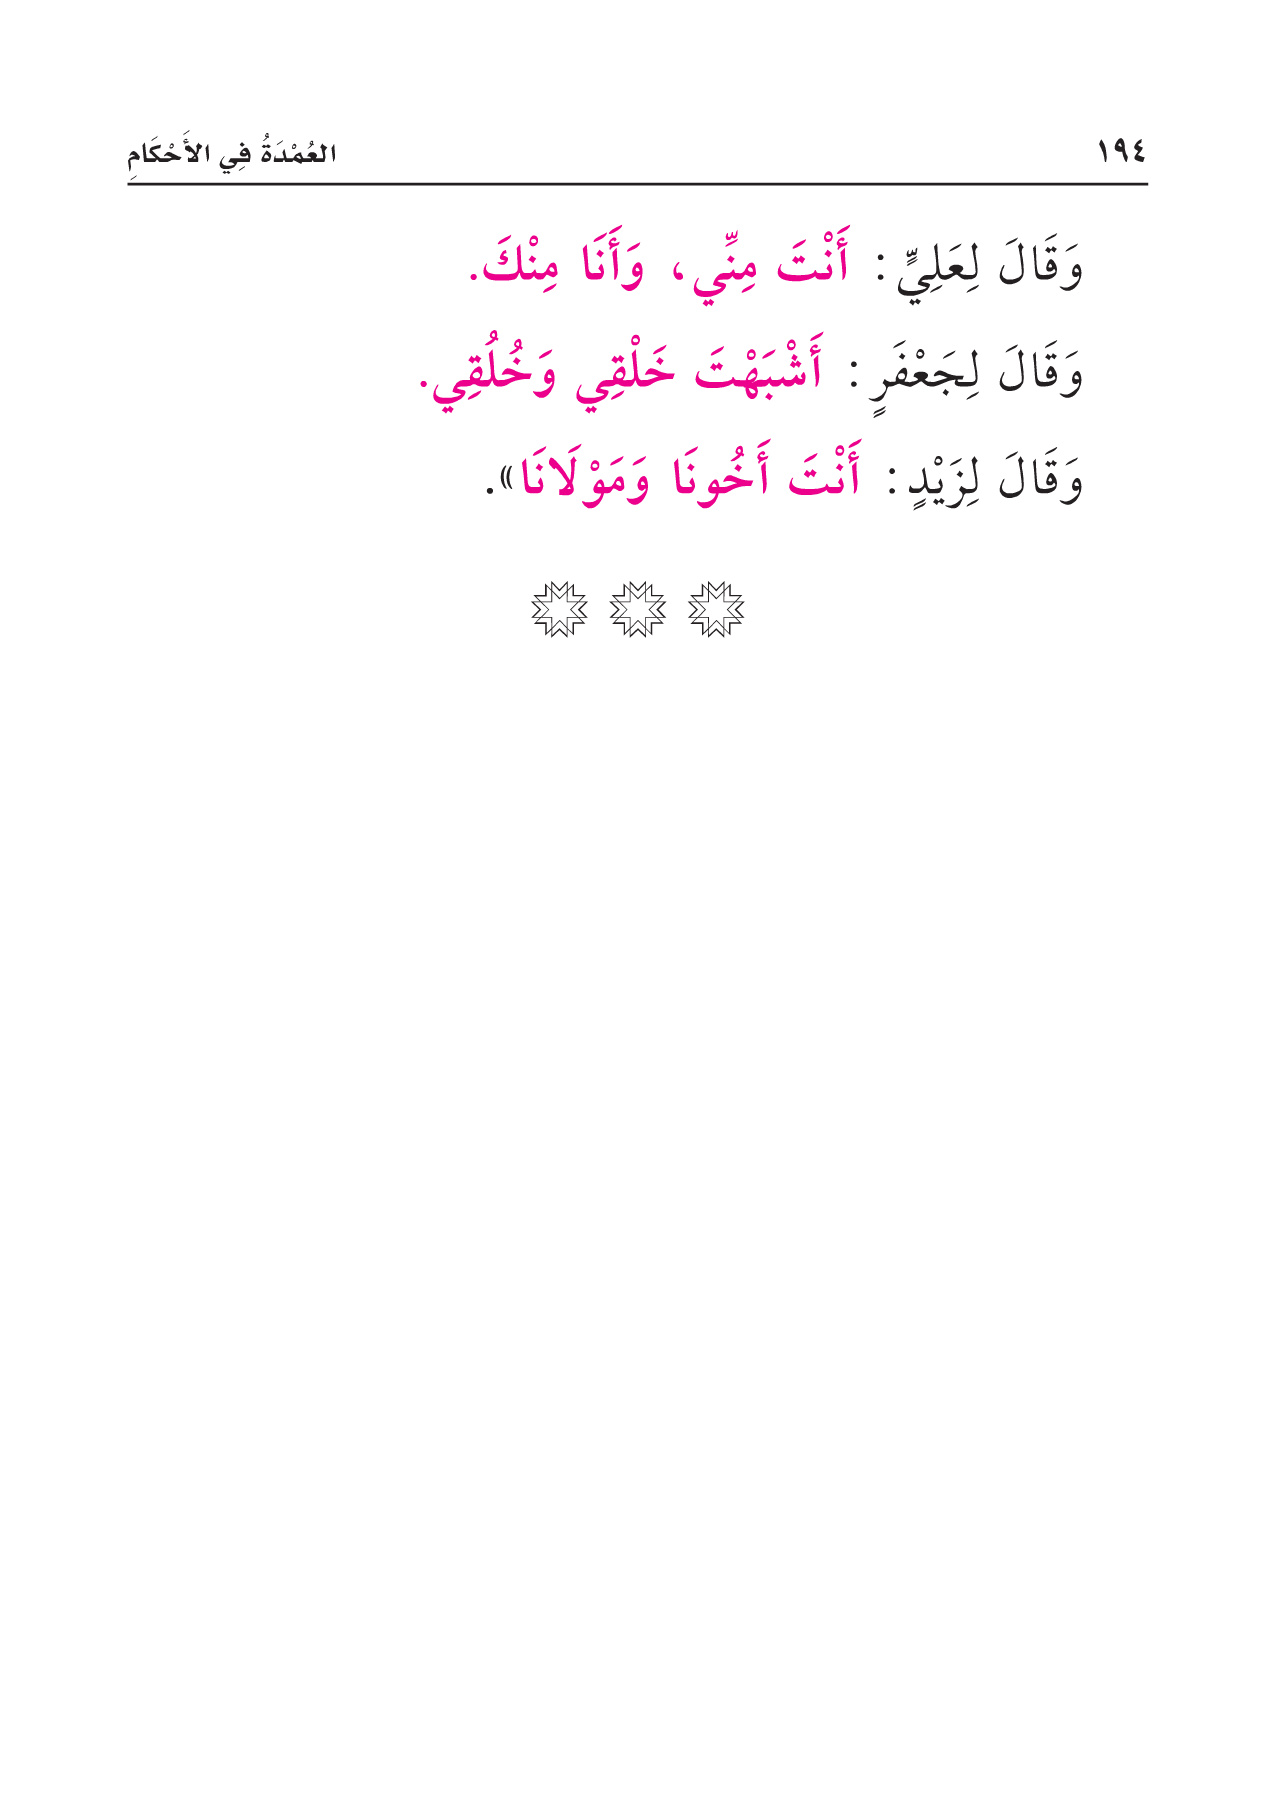 ١٩٤ العُمْدَةُ فِي الأَحْكَامِ
وَقَالَ لِعَلِيٍّ: أَنْتَ مِنِّي، وَأَنَا مِنْكَ.
وَقَالَ لِجَعْفَرٍ: أَشْبَهْتَ خَلْقِي وَخُلُقِي.
وَقَالَ لِزَيْدٍ: أَنْتَ أَخُونَا وَمَوْلَانَا».